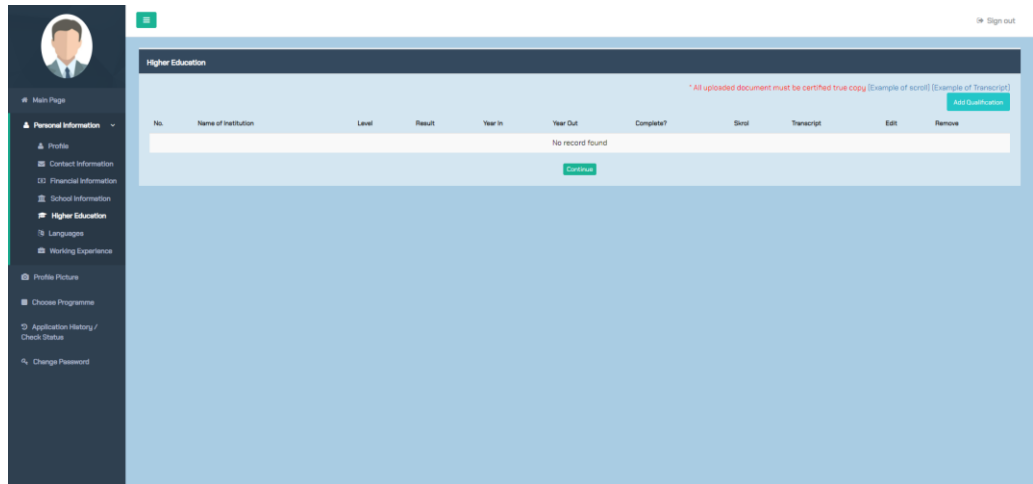 Sign out
Main Page
Personal Information
Profile
Contact Information
Financial Information
School Information
Higher Education
Languages
Working Experience
Profile Picture
Choose Programme
Application History /
Check Status
Change Password
Higher Education
* All uploaded document must be certified true copy [Example of scroll] [Example of Transcript]
Add Qualification
No. Name of Institution Level Result Year In Year Out Complete? Skrol Transcript Edit Remove
No record found
Continue